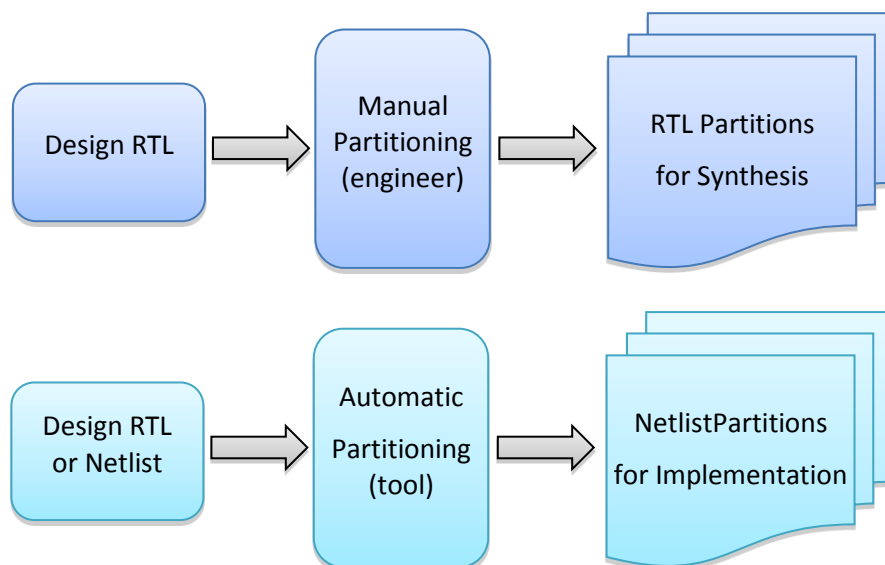 Design RTL
Manual
Partitioning
(engineer)
RTL Partitions
for Synthesis
Design RTL
or Netlist
Automatic
Partitioning
(tool)
NetlistPartitions
for Implementation